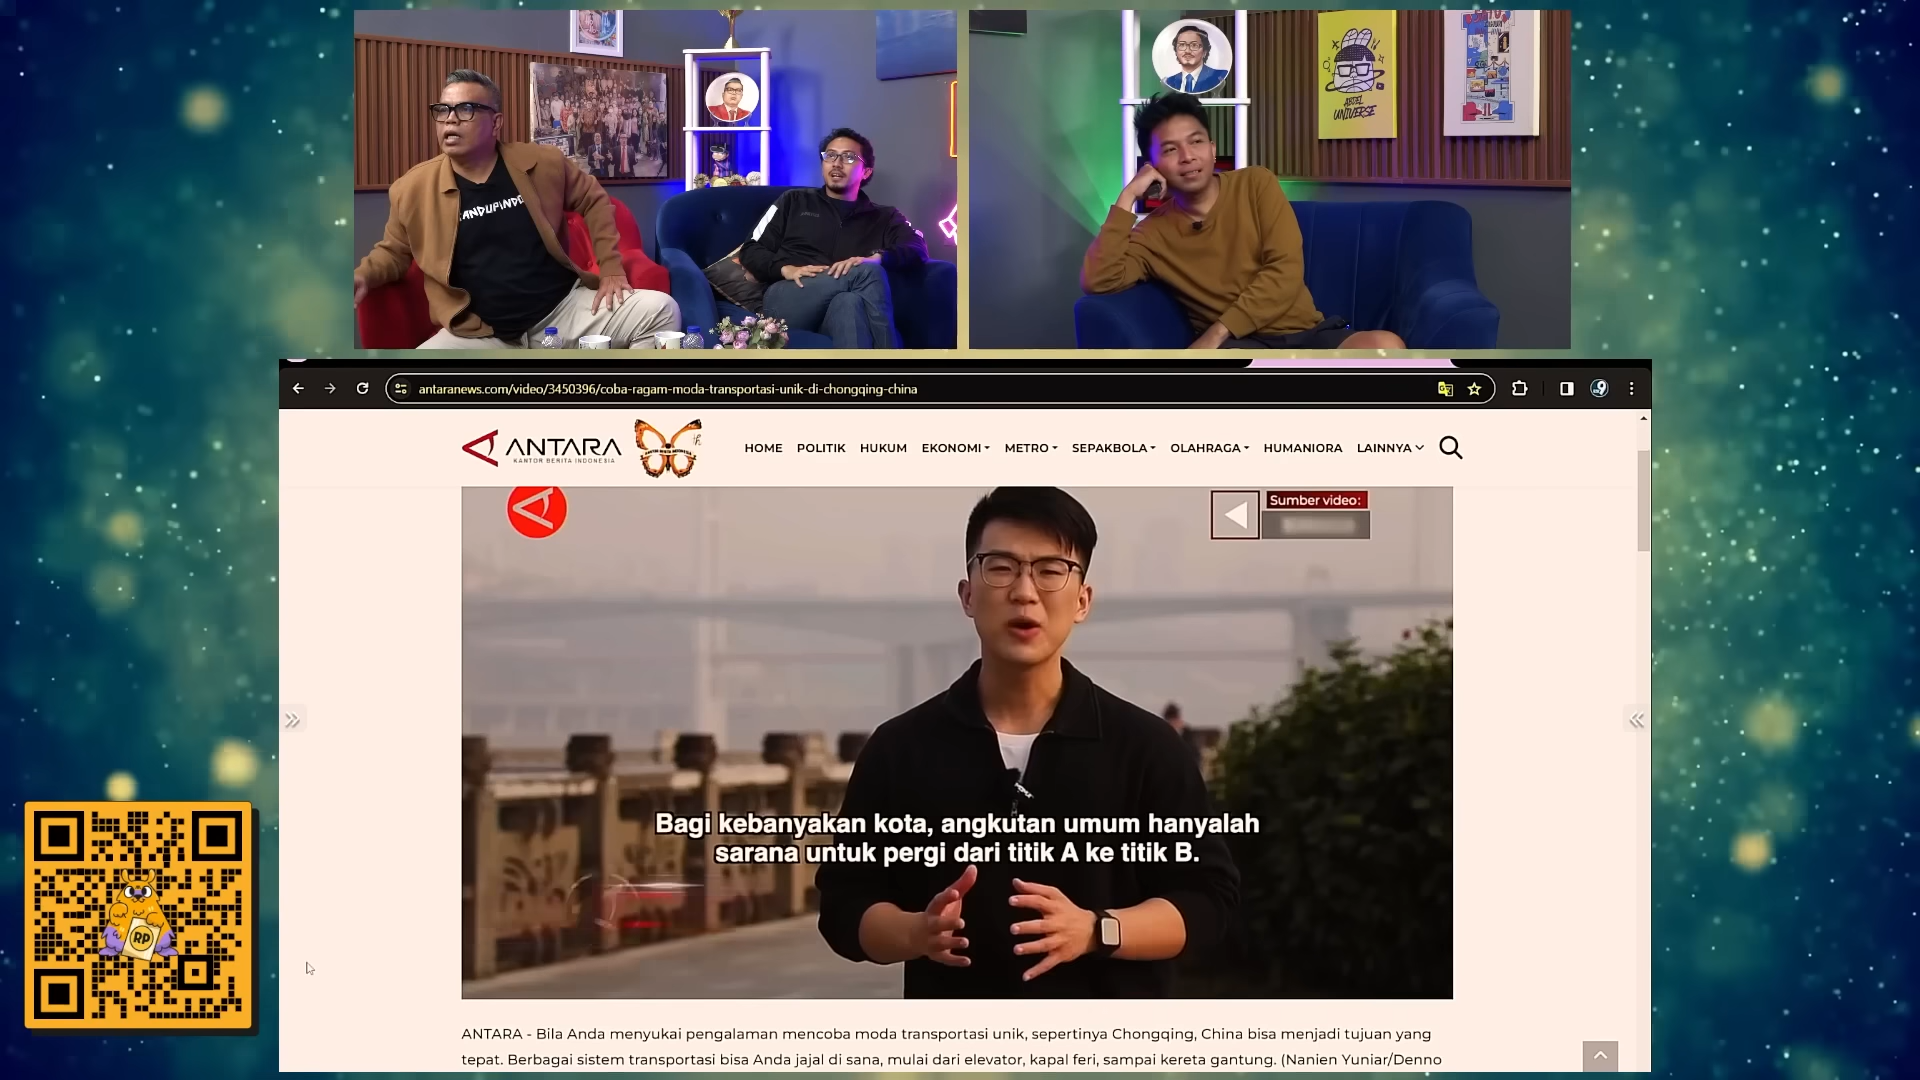 ANDUPINDO
ABDEL
UNIVERSE
antaranews.com/video/3450396/coba-ragam-moda-transportasi-unik-di-chongqing-china
ANTARA
KANTOR BERITA INDONESIA
th
HOME POLITIK HUKUM EKONOMI METRO SEPAKBOLA OLAHRAGA HUMANIORA LAINNYA
Sumber video:
Bagi kebanyakan kota, angkutan umum hanyalah
sarana untuk pergi dari titik A ke titik B.
RP
ANTARA - Bila Anda menyukai pengalaman mencoba moda transportasi unik, sepertinya Chongqing, China bisa menjadi tujuan yang
tepat. Berbagai sistem transportasi bisa Anda jajal di sana, mulai dari elevator, kapal feri, sampai kereta gantung. (Nanien Yuniar/Denno